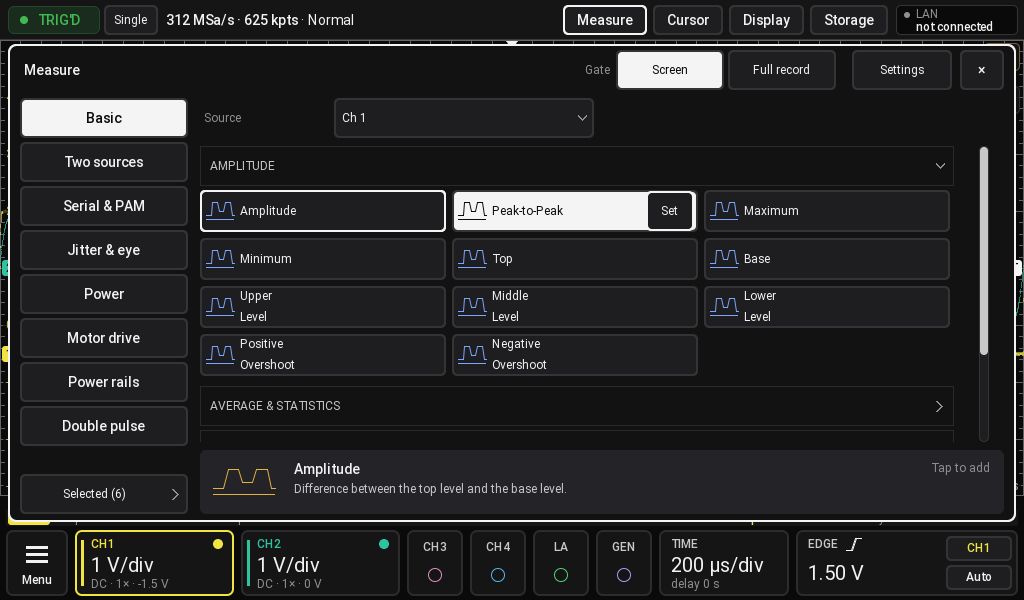 TRIG'D
Single
312 MSa/s · 625 kpts · Normal
Measure
Cursor
Display
Storage
LAN
not connected
Measure
Gate
Screen
Full record
Settings
×
Basic
Source
Ch 1
Two sources
AMPLITUDE
Serial & PAM
Amplitude
Peak-to-Peak
Set
Maximum
Jitter & eye
Minimum
Top
Base
Power
Upper
Level
Middle
Level
Lower
Level
Motor drive
Positive
Overshoot
Negative
Overshoot
Power rails
AVERAGE & STATISTICS
Double pulse
Selected (6)
Amplitude
Difference between the top level and the base level.
Tap to add
Menu
CH1
1 V/div
DC · 1× · -1.5 V
CH2
1 V/div
DC · 1× · 0 V
CH3
CH4
LA
GEN
TIME
200 µs/div
delay 0 s
EDGE
1.50 V
CH1
Auto